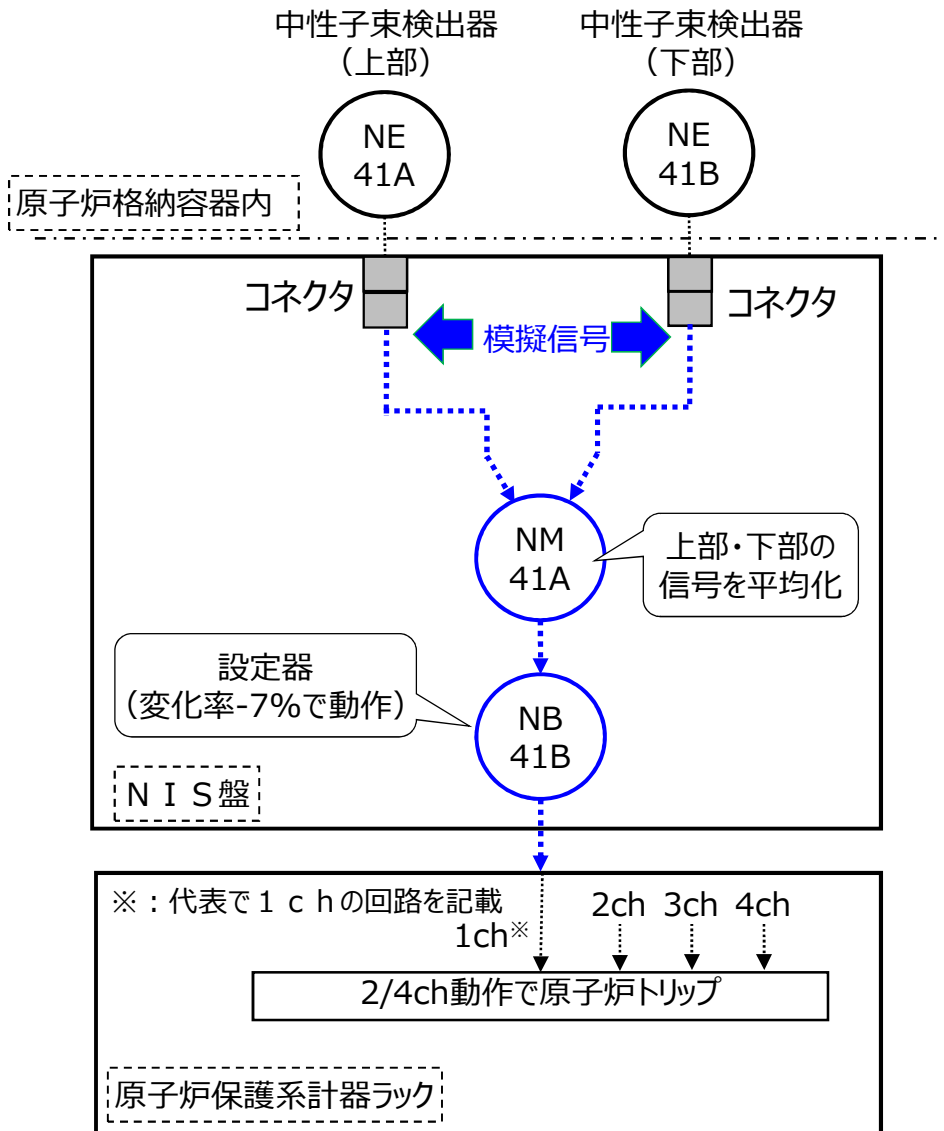 中性子束検出器
（上部）
中性子束検出器
（下部）
NE
41A
NE
41B
原子炉格納容器内
コネクタ
模擬信号
コネクタ
NM
41A
上部・下部の
信号を平均化
設定器
（変化率-7%で動作）
NB
41B
ＮＩＳ盤
※：代表で１ｃｈの回路を記載
1ch※
2ch 3ch 4ch
2/4ch動作で原子炉トリップ
原子炉保護系計器ラック